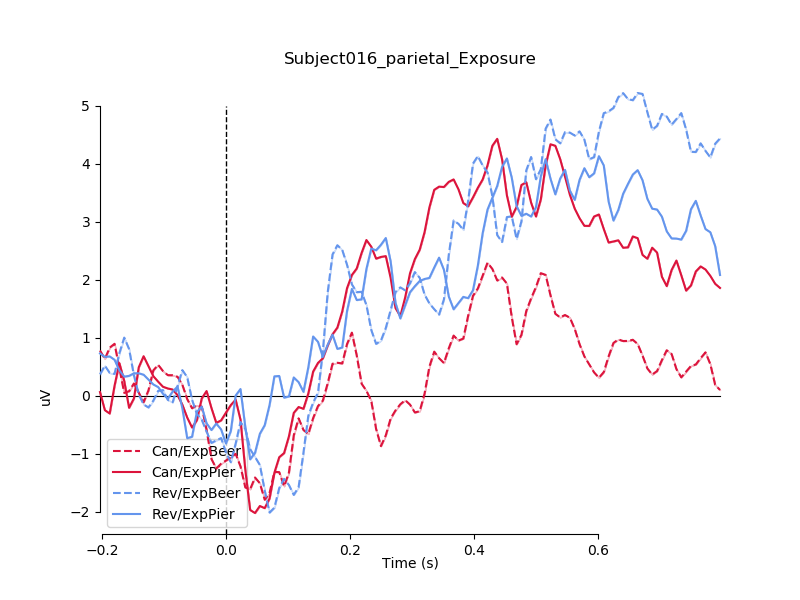 Subject016_parietal_Exposure
5
4
3
2
1
0
−1
−2
uV
Can/ExpBeer
Can/ExpPier
Rev/ExpBeer
Rev/ExpPier
−0.2
0.0
0.2
0.4
0.6
Time (s)